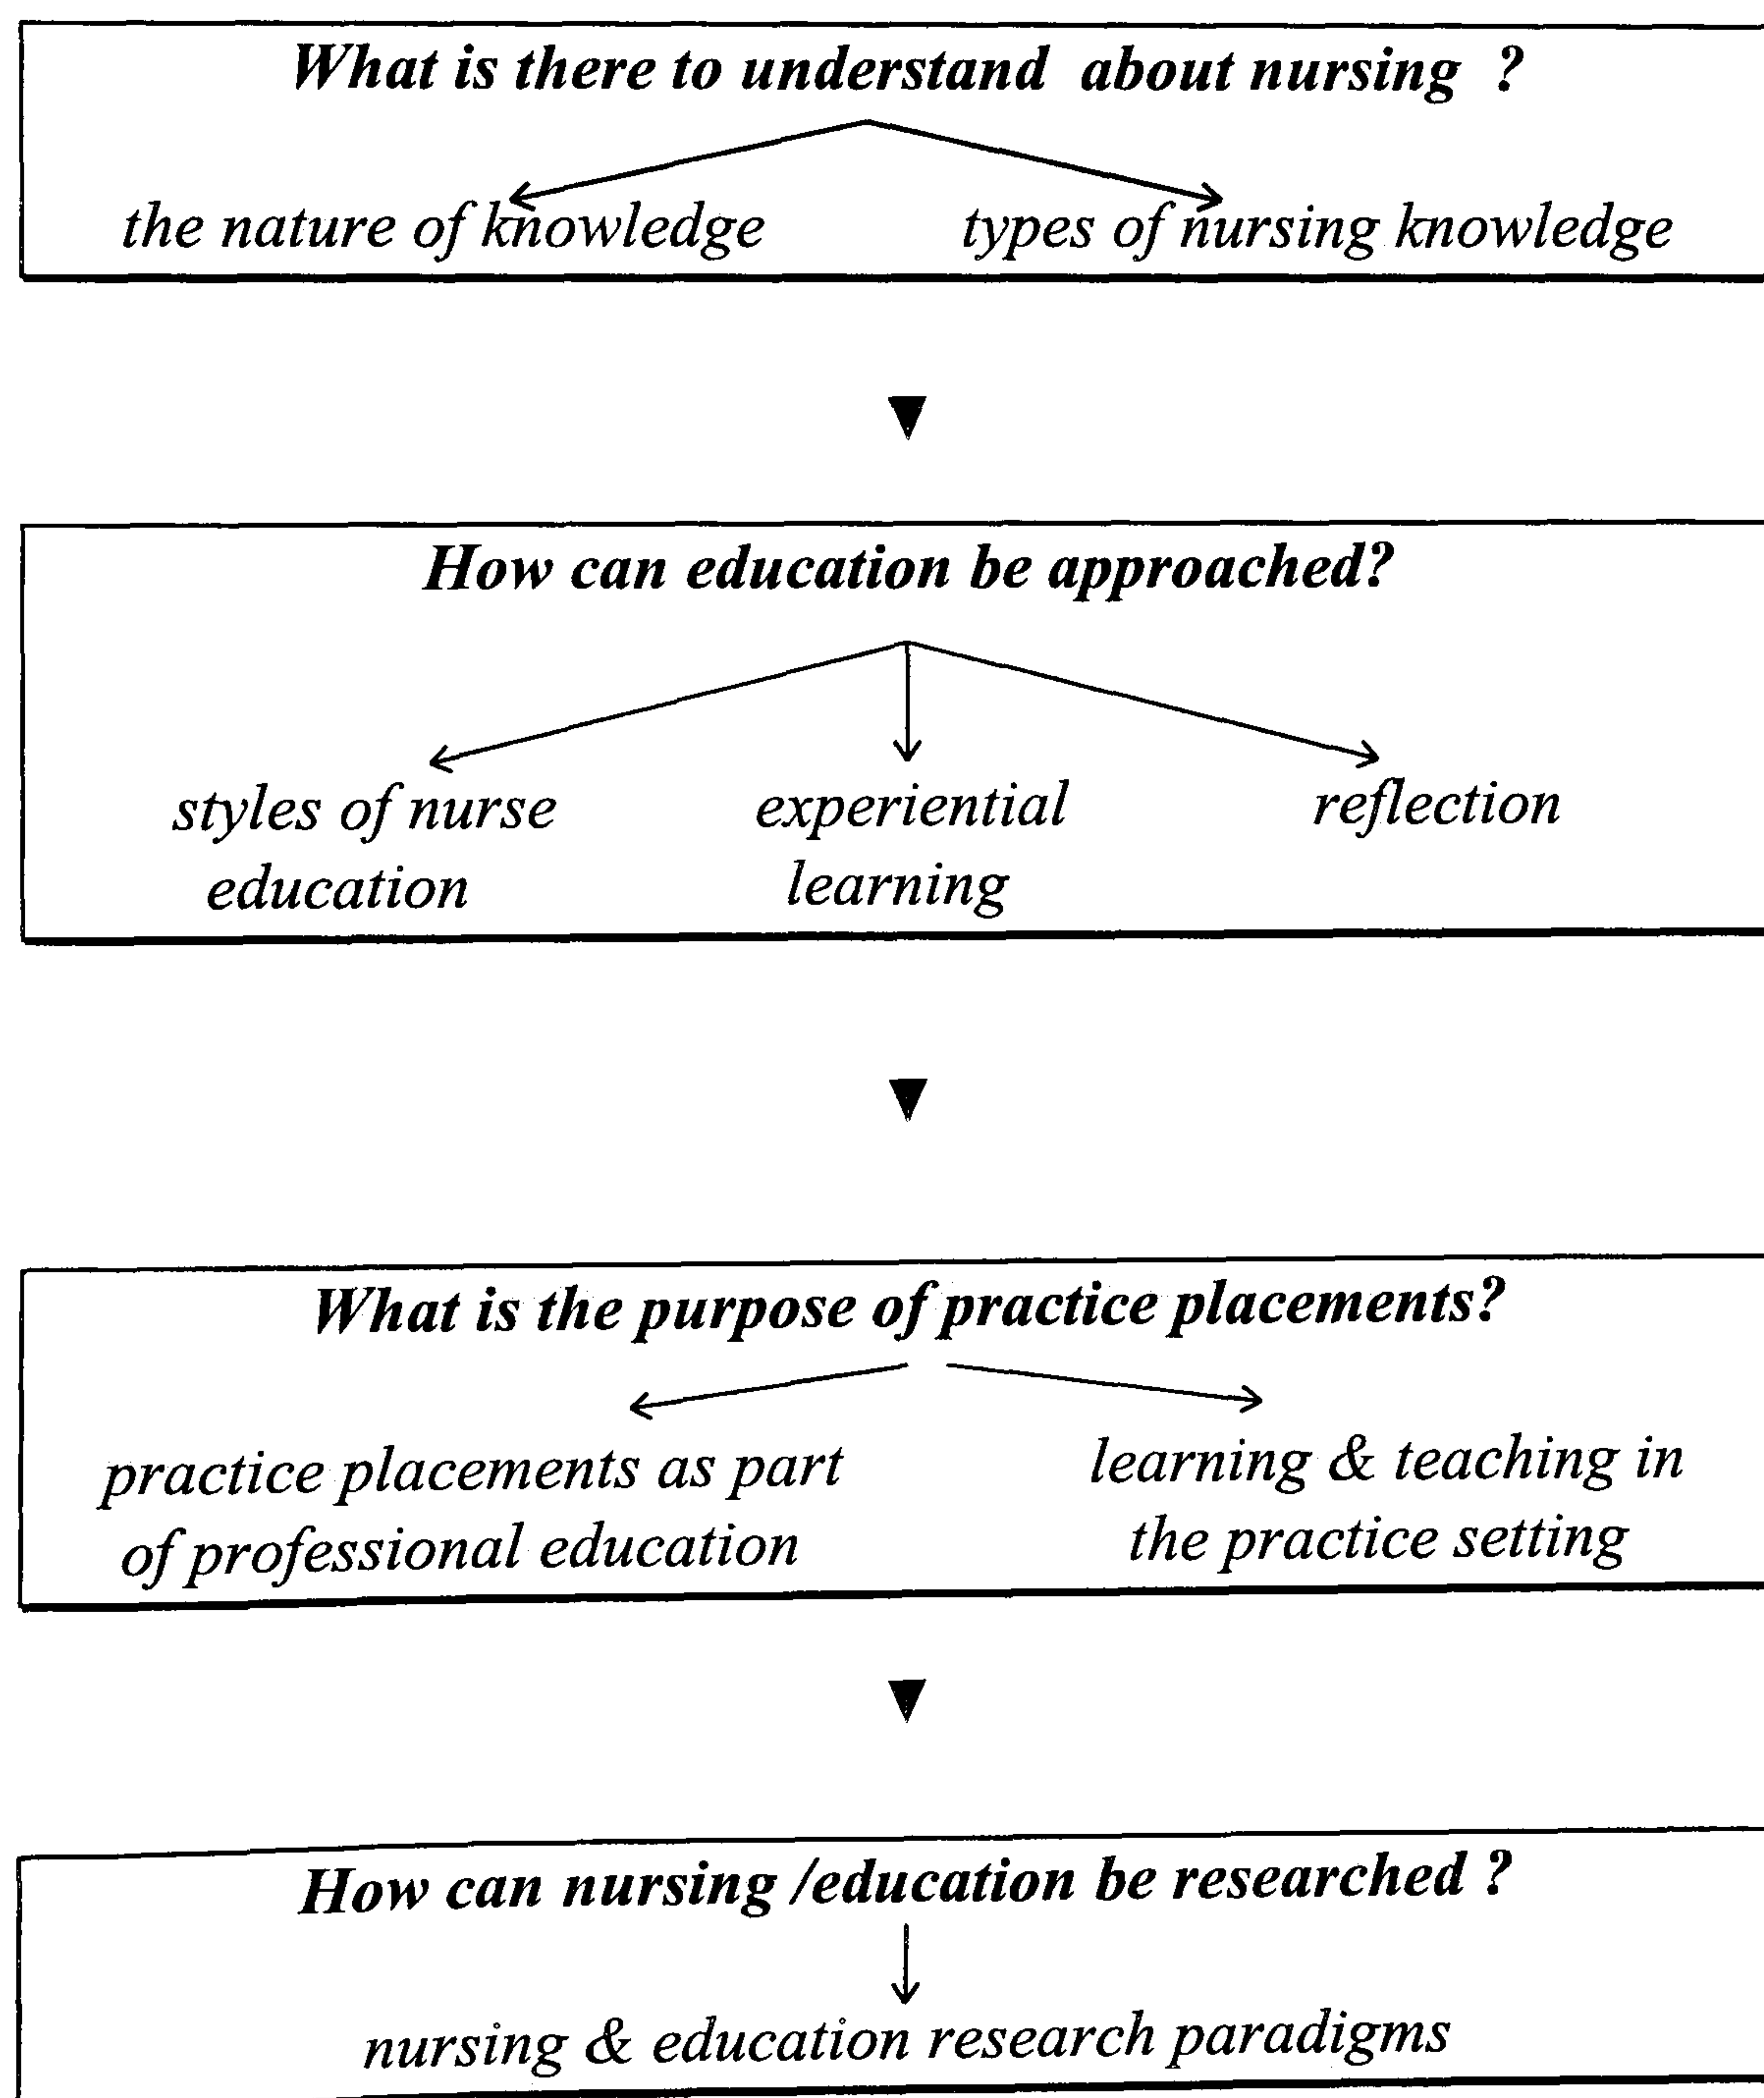 What is there to understand about nursing ?
the nature of knowledge types of nursing knowledge
How can education be approached?
styles of nurse experiential reflection
education learning
What is the purpose of practice placements?
practice placements as part learning & teaching in
of professional education the practice setting
How can nursing /education be researched ?
nursing & education research paradigms